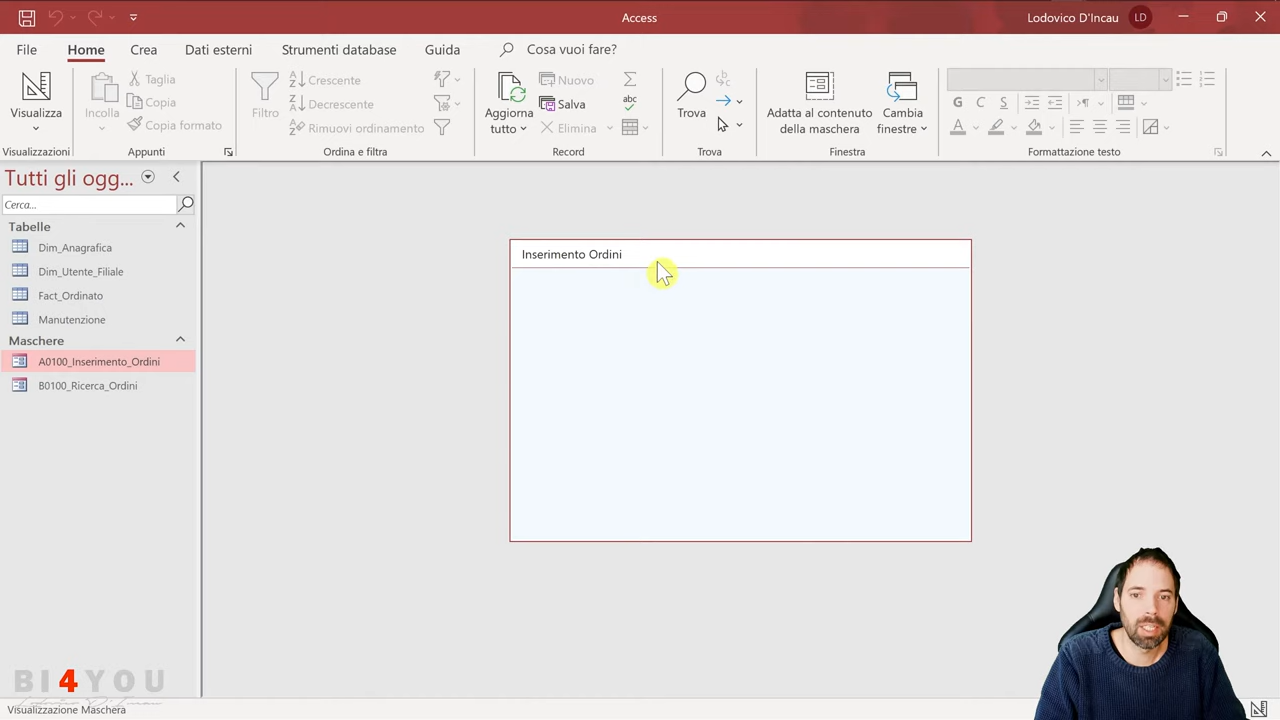 Access
Lodovico D'Incau
LD
File
Home
Crea
Dati esterni
Strumenti database
Guida
Cosa vuoi fare?
Visualizza
Visualizzazioni
Incolla
Taglia
Copia
Copia formato
Appunti
Filtro
Crescente
Decrescente
Rimuovi ordinamento
Ordina e filtra
Aggiorna
tutto
Nuovo
Salva
Elimina
abc
Record
Trova
Trova
Adatta al contenuto
della maschera
Cambia
finestre
Finestra
G C S
A
Formattazione testo
Tutti gli ogg...
Cerca...
Tabelle
Dim_Anagrafica
Dim_Utente_Filiale
Fact_Ordinato
Manutenzione
Maschere
A0100_Inserimento_Ordini
B0100_Ricerca_Ordini
Inserimento Ordini
BI4YOU
Lodovico D'Incau
Visualizzazione Maschera